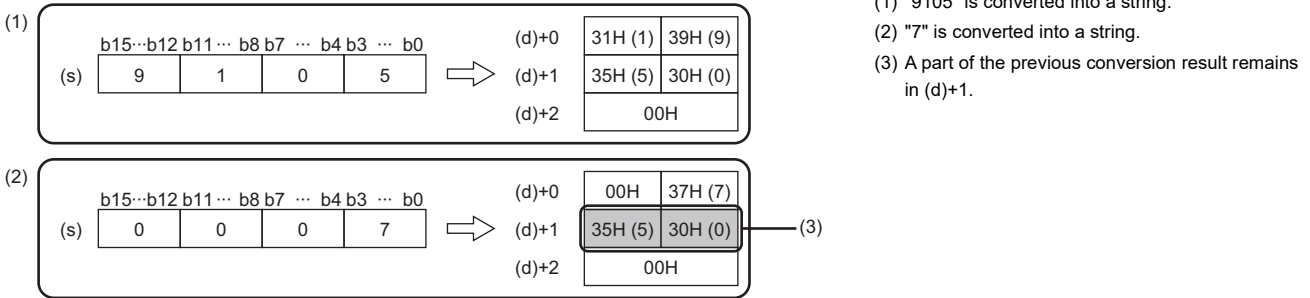 (1)
b15···b12 b11 ··· b8 b7 ··· b4 b3 ··· b0
(s) 9 1 0 5
(d)+0 31H (1) 39H (9)
(d)+1 35H (5) 30H (0)
(d)+2 00H
(2)
b15···b12 b11 ··· b8 b7 ··· b4 b3 ··· b0
(s) 0 0 0 7
(d)+0 00H 37H (7)
(d)+1 35H (5) 30H (0)
(d)+2 00H
(3)
(1) "9105" is converted into a string.
(2) "7" is converted into a string.
(3) A part of the previous conversion result remains
in (d)+1.